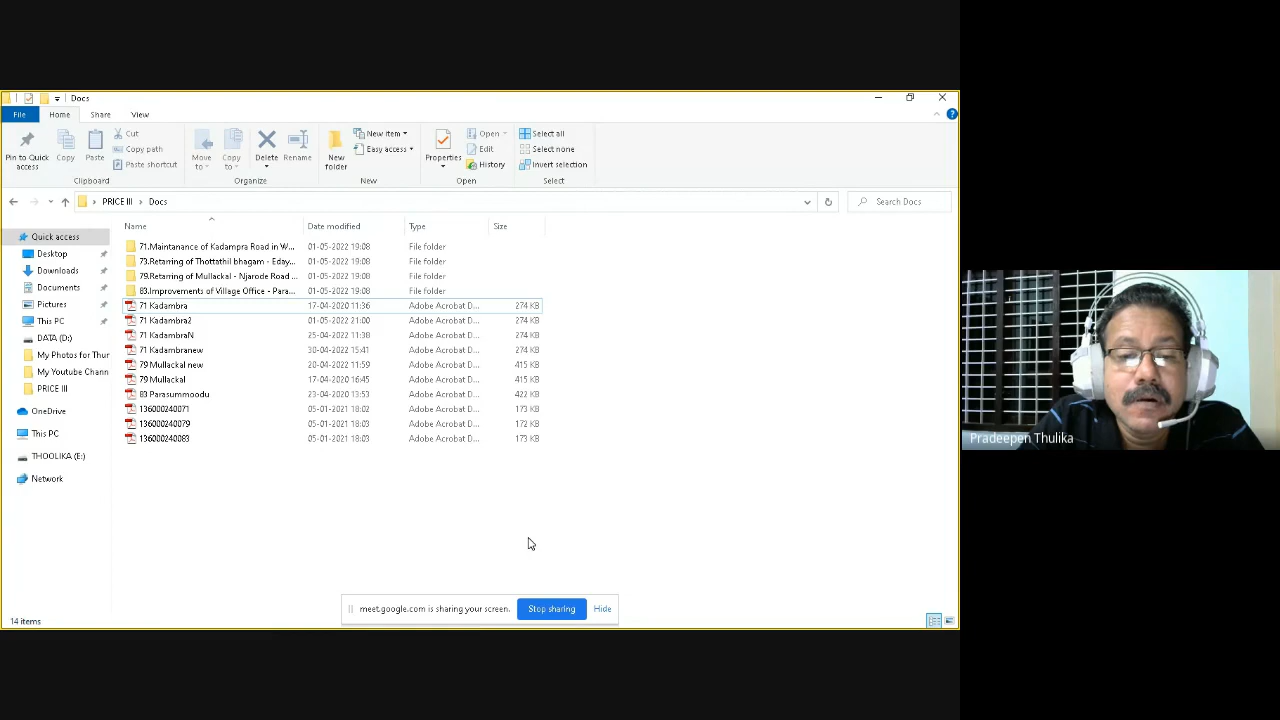 Docs
File Home Share View
Pin to Quick access
Copy
Paste
Cut
Copy path
Paste shortcut
Clipboard
Move to
Copy to
Delete
Rename
Organize
New folder
New item
Easy access
New
Properties
Open
Edit
History
Open
Select all
Select none
Invert selection
Select
PRICE III > Docs
Search Docs
Name Date modified Type Size
Quick access
Desktop
Downloads
Documents
Pictures
This PC
DATA (D:)
My Photos for Thur
My Youtube Chann
PRICE III
OneDrive
This PC
THOOLIKA (E:)
Network
71.Maintanance of Kadampra Road in W... 01-05-2022 19:08 File folder
73.Retarring of Thottathil bhagam - Eday... 01-05-2022 19:08 File folder
79.Retarring of Mullackal - Njarode Road ... 01-05-2022 19:08 File folder
83.Improvements of Village Office - Para... 01-05-2022 19:08 File folder
71 Kadambra 17-04-2020 11:36 Adobe Acrobat D... 274 KB
71 Kadambra2 01-05-2022 21:00 Adobe Acrobat D... 274 KB
71 KadambraN 25-04-2022 11:38 Adobe Acrobat D... 274 KB
71 Kadambranew 30-04-2022 15:41 Adobe Acrobat D... 274 KB
79 Mullackal new 20-04-2022 11:59 Adobe Acrobat D... 415 KB
79 Mullackal 17-04-2020 16:45 Adobe Acrobat D... 415 KB
83 Parasummoodu 23-04-2020 13:53 Adobe Acrobat D... 422 KB
136000240071 05-01-2021 18:02 Adobe Acrobat D... 173 KB
136000240079 05-01-2021 18:03 Adobe Acrobat D... 172 KB
136000240083 05-01-2021 18:03 Adobe Acrobat D... 173 KB
meet.google.com is sharing your screen. Stop sharing Hide
14 items
Pradeepen Thulika